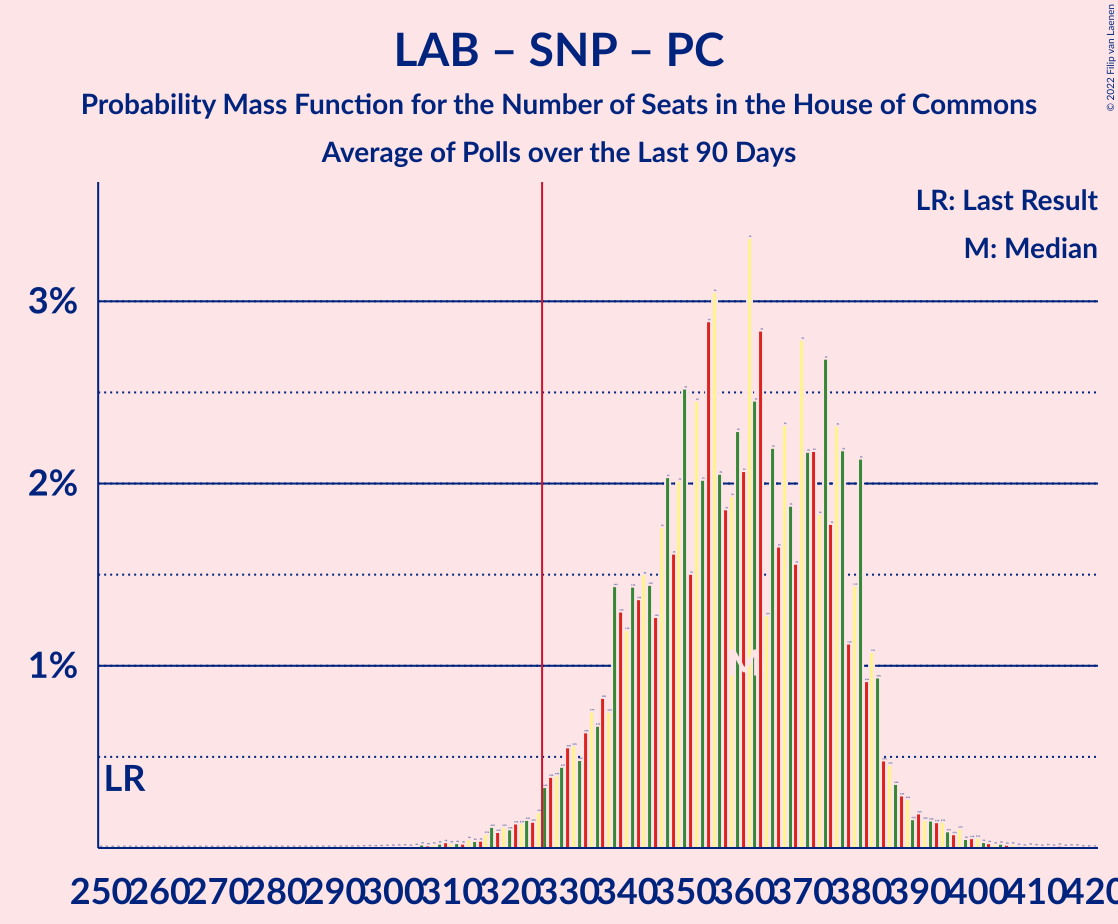 LAB – SNP – PC
Probability Mass Function for the Number of Seats in the House of Commons
Average of Polls over the Last 90 Days
© 2022 Filip van Laenen
LR: Last Result
M: Median
3%
2%
1%
M
LR
250 260 270 280 290 300 310 320 330 340 350 360 370 380 390 400 410 420